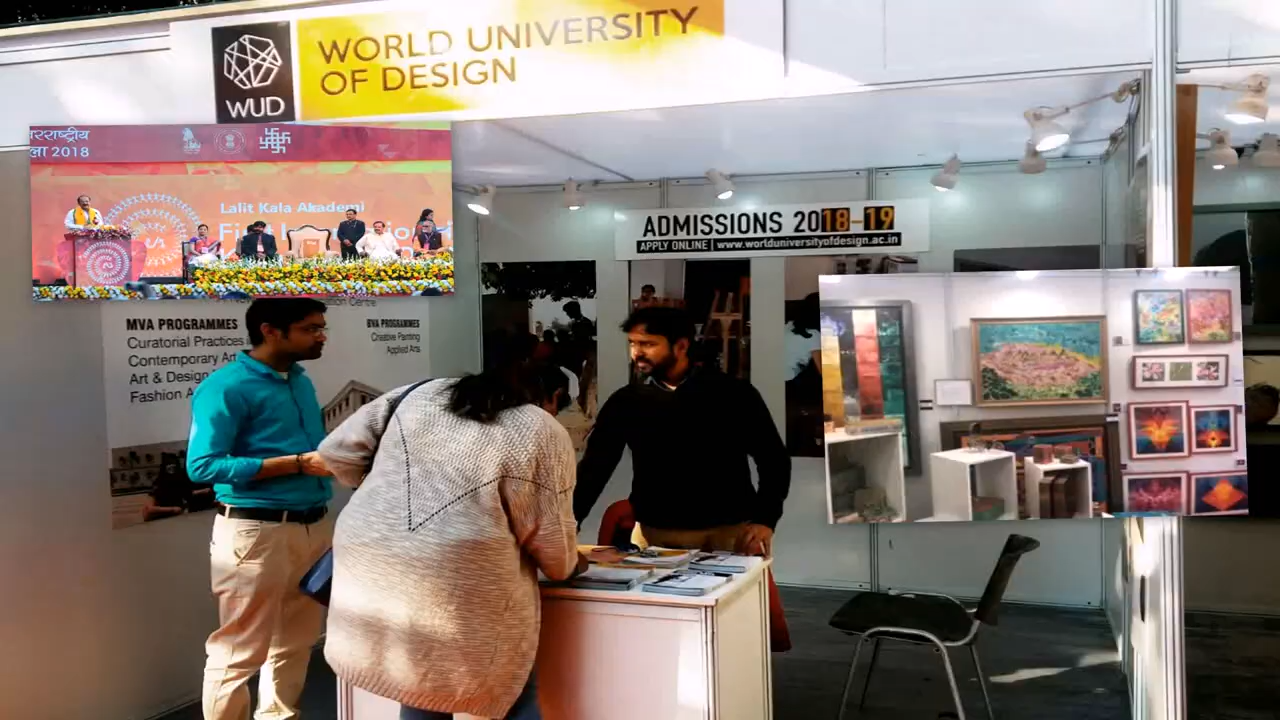 WORLD UNIVERSITY
OF DESIGN
WUD
ला 2018
Lalit Kala Akademi
ADMISSIONS 2018-19
APPLY ONLINE | www.worlduniversityofdesign.ac.in
MVA PROGRAMMES
Curatorial Practices
Contemporary Art
Art & Design
Fashion
BVA PROGRAMMES
Creative Painting
Applied Arts